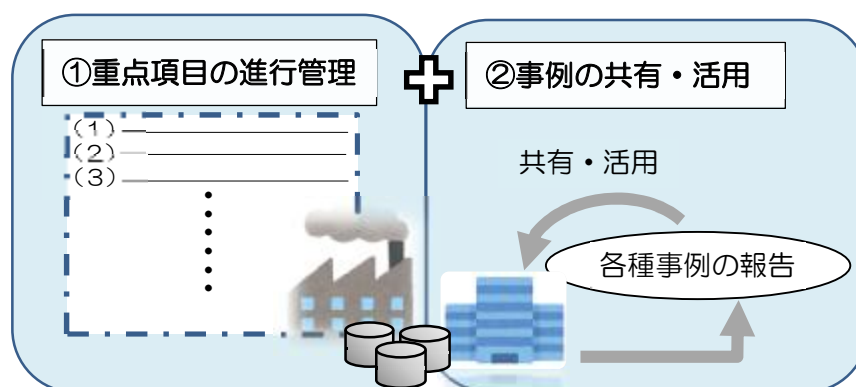 ①重点項目の進行管理
②事例の共有・活用
(1)
(2)
(3)
共有・活用
各種事例の報告